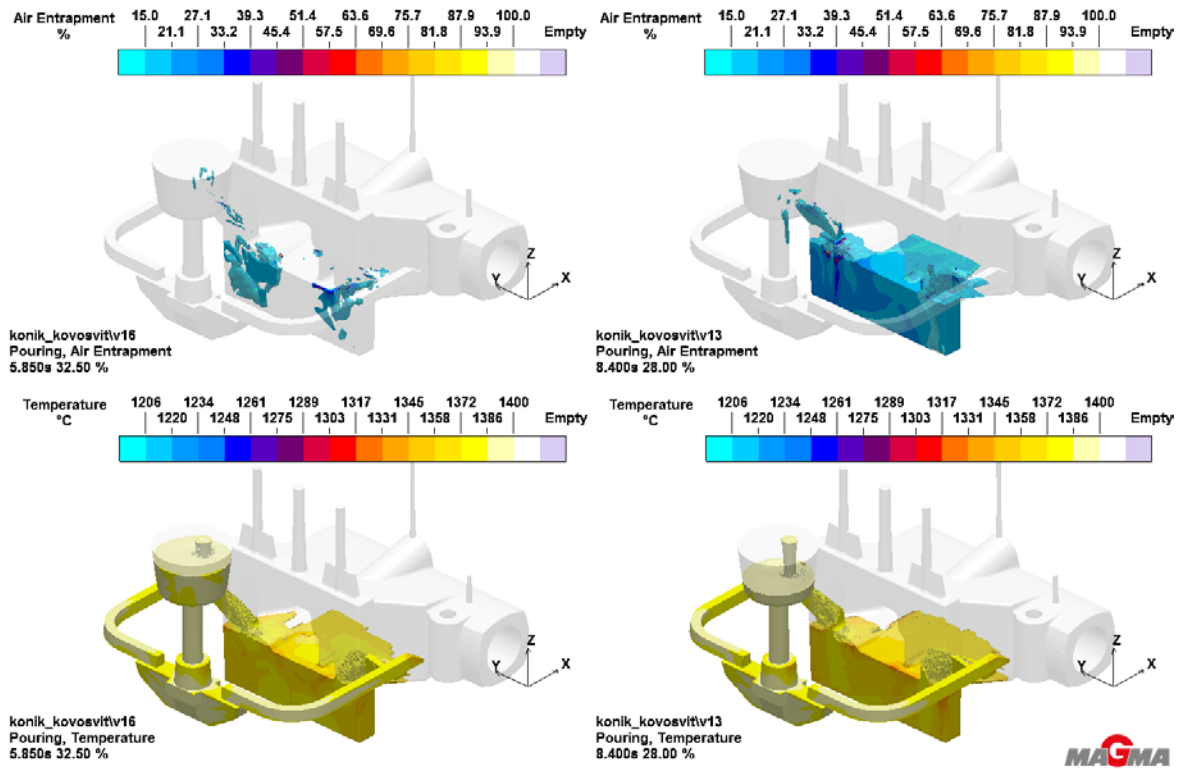 Air Entrapment 15.0 27.1 39.3 51.4 63.6 75.7 87.9 100.0
% 21.1 33.2 45.4 57.5 69.6 81.8 93.9 Empty
Z
Y X
konik_kovosvit\v16
Pouring, Air Entrapment
5.850s 32.50 %
Air Entrapment 15.0 27.1 39.3 51.4 63.6 75.7 87.9 100.0
% 21.1 33.2 45.4 57.5 69.6 81.8 93.9 Empty
Z
Y X
konik_kovosvit\v13
Pouring, Air Entrapment
8.400s 28.00 %
Temperature 1206 1234 1261 1289 1317 1345 1372 1400
°C 1220 1248 1275 1303 1331 1358 1386 Empty
Z
Y X
konik_kovosvit\v16
Pouring, Temperature
5.850s 32.50 %
Temperature 1206 1234 1261 1289 1317 1345 1372 1400
°C 1220 1248 1275 1303 1331 1358 1386 Empty
Z
Y X
konik_kovosvit\v13
Pouring, Temperature
8.400s 28.00 %
MAGMA